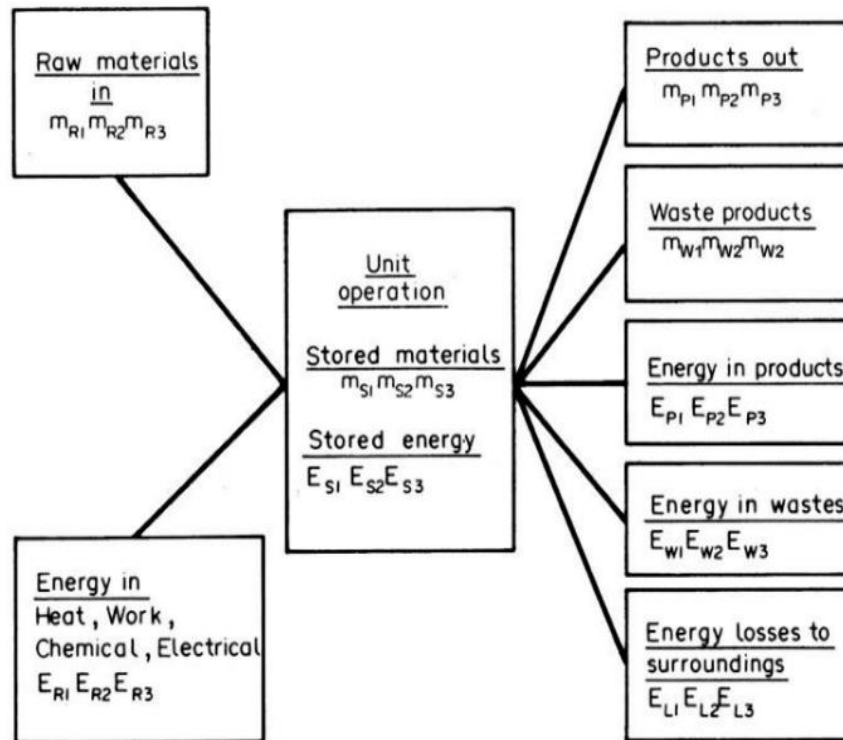 Raw materials
in
mR1 mR2 mR3
Energy in
Heat, Work,
Chemical, Electrical
ER1 ER2 ER3
Unit
operation
Stored materials
mS1 mS2 mS3
Stored energy
ES1 ES2 ES3
Products out
mP1 mP2 mP3
Waste products
mW1 mW2 mW2
Energy in products
EP1 EP2 EP3
Energy in wastes
EW1 EW2 EW3
Energy losses to
surroundings
EL1 EL2 EL3